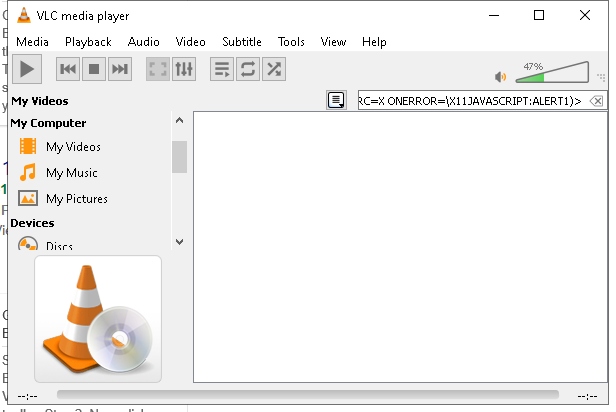 VLC media player
Media Playback Audio Video Subtitle Tools View Help
47%
My Videos
RC=X ONERROR=\X11JAVASCRIPT:ALERT1)>
My Computer
My Videos
My Music
My Pictures
Devices
Discs
--:-- --:--